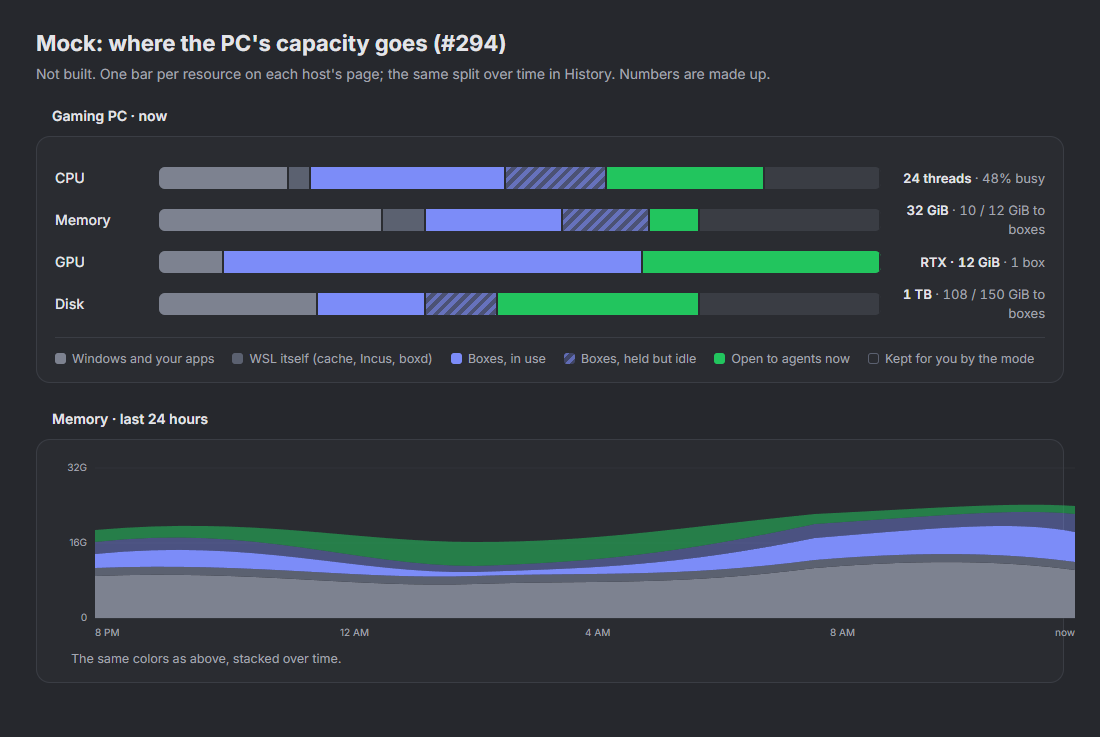 Mock: where the PC's capacity goes (#294)
Not built. One bar per resource on each host's page; the same split over time in History. Numbers are made up.
Gaming PC · now
CPU
24 threads · 48% busy
Memory
32 GiB · 10 / 12 GiB to
boxes
GPU
RTX · 12 GiB · 1 box
Disk
1 TB · 108 / 150 GiB to
boxes
Windows and your apps
WSL itself (cache, Incus, boxd)
Boxes, in use
Boxes, held but idle
Open to agents now
Kept for you by the mode
Memory · last 24 hours
32G
16G
0
8 PM
12 AM
4 AM
8 AM
now
The same colors as above, stacked over time.